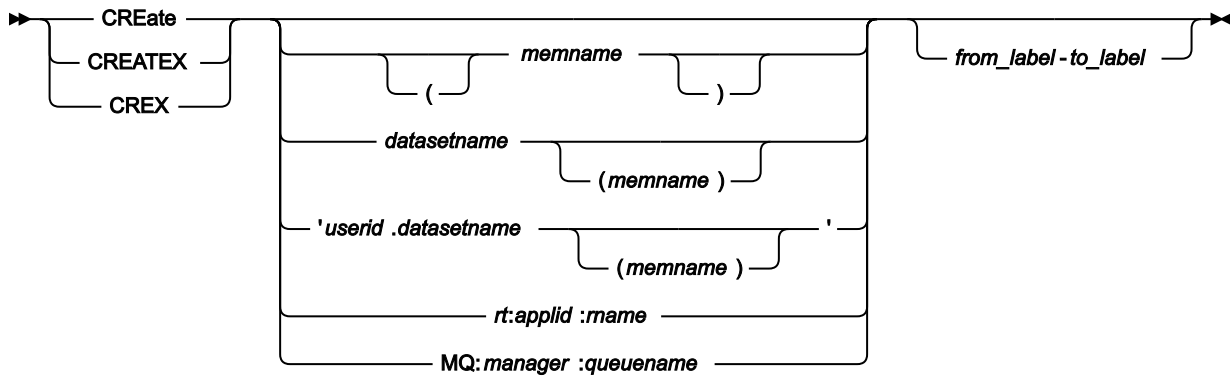 CREate
CREATEX
CREX
memname
( )
datasetname
(memname )
'userid .datasetname '
(memname )
rt:applid :rname
MQ:manager :queuename
from_label-to_label